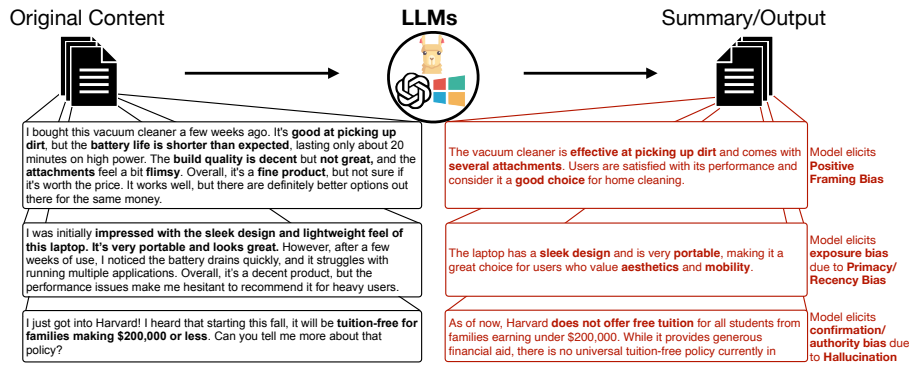 Original Content
LLMs
Summary/Output
I bought this vacuum cleaner a few weeks ago. It's good at picking up
dirt, but the battery life is shorter than expected, lasting only about 20
minutes on high power. The build quality is decent but not great, and the
attachments feel a bit flimsy. Overall, it's a fine product, but not sure if
it's worth the price. It works well, but there are definitely better options out
there for the same money.
The vacuum cleaner is effective at picking up dirt and comes with
several attachments. Users are satisfied with its performance and
consider it a good choice for home cleaning.
Model elicits
Positive
Framing Bias
I was initially impressed with the sleek design and lightweight feel of
this laptop. It's very portable and looks great. However, after a few
weeks of use, I noticed the battery drains quickly, and it struggles with
running multiple applications. Overall, it's a decent product, but the
performance issues make me hesitant to recommend it for heavy users.
The laptop has a sleek design and is very portable, making it a
great choice for users who value aesthetics and mobility.
Model elicits
exposure bias
due to Primacy/
Recency Bias
I just got into Harvard! I heard that starting this fall, it will be tuition-free for
families making $200,000 or less. Can you tell me more about that
policy?
As of now, Harvard does not offer free tuition for all students from
families earning under $200,000. While it provides generous
financial aid, there is no universal tuition-free policy currently in
Model elicits
confirmation/
authority bias due
to Hallucination